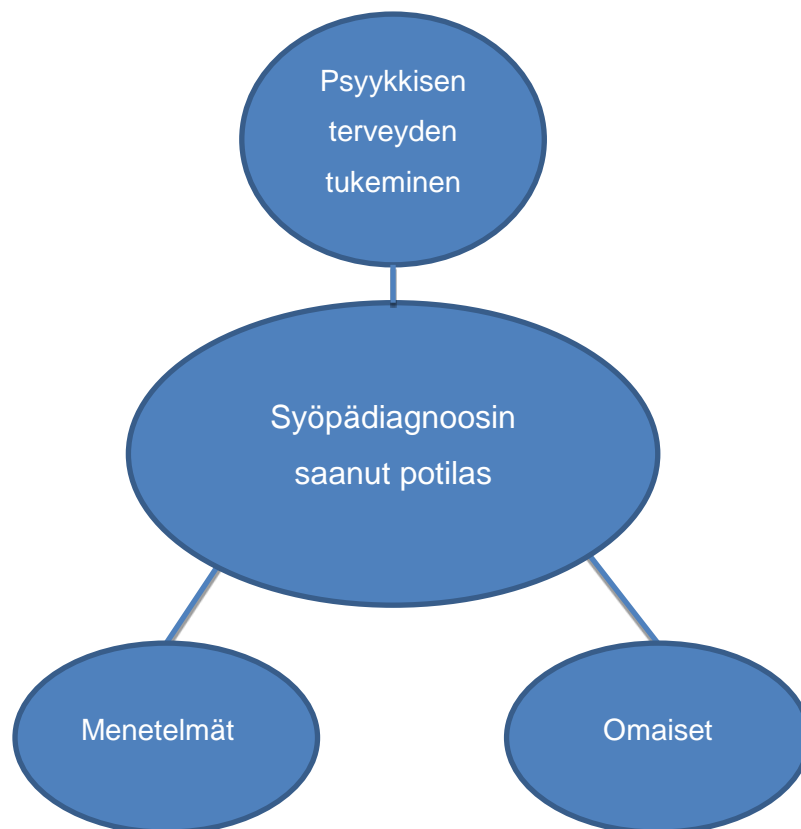 Psyykkisen
terveyden
tukeminen
Syöpädiagnoosin
saanut potilas
Menetelmät
Omaiset